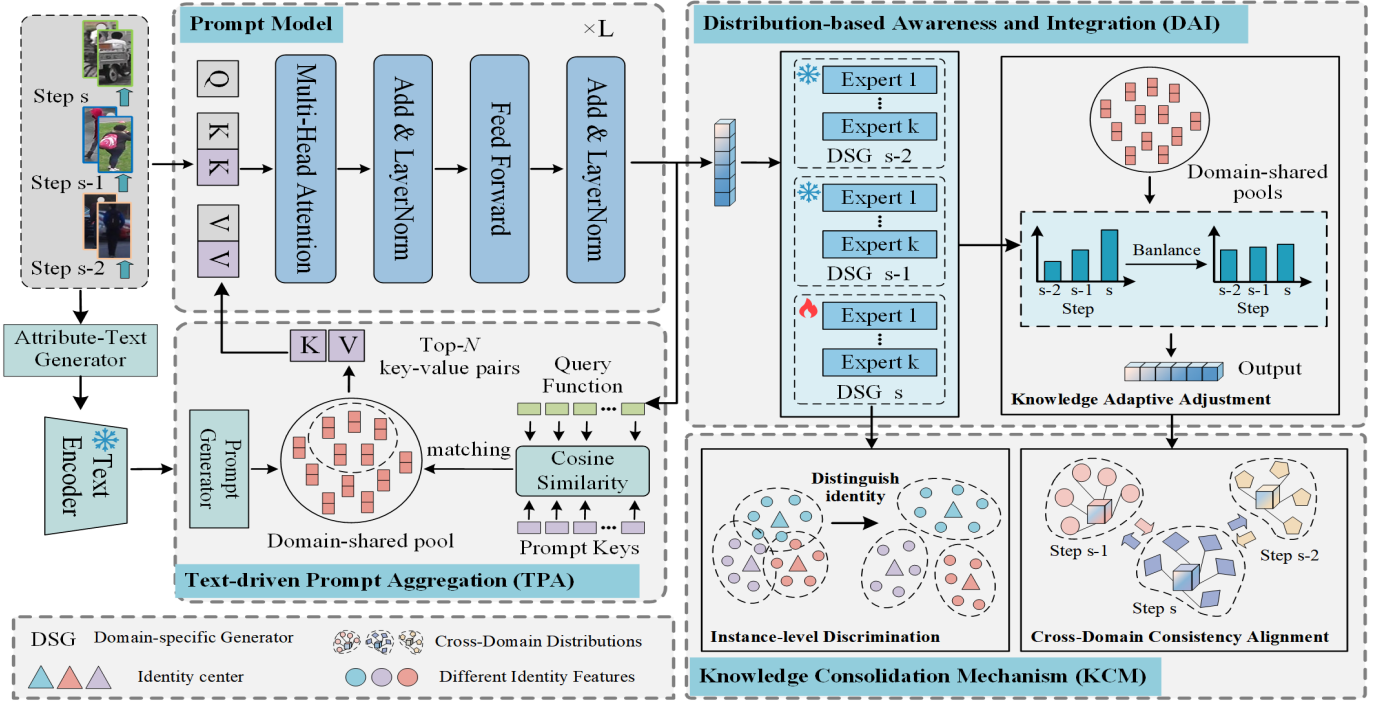 Step s
Step s-1
Step s-2
Attribute-Text
Generator
Text
Encoder
Prompt Model
×L
Q
K
K
V
V
Multi-Head Attention
Add & LayerNorm
Feed Forward
Add & LayerNorm
K V
Top-N
key-value pairs
Query
Function
Prompt
Generator
matching
Cosine
Similarity
Domain-shared pool
Prompt Keys
Text-driven Prompt Aggregation (TPA)
Distribution-based Awareness and Integration (DAI)
Expert 1
Expert k
DSG s-2
Expert 1
Expert k
DSG s-1
Expert 1
Expert k
DSG s
Domain-shared
pools
Banlance
s-2 s-1 s
Step
s-2 s-1 s
Step
Output
Knowledge Adaptive Adjustment
Distinguish
identity
Instance-level Discrimination
Step s-1
Step s-2
Step s
Cross-Domain Consistency Alignment
Knowledge Consolidation Mechanism (KCM)
DSG Domain-specific Generator
Cross-Domain Distributions
Identity center
Different Identity Features